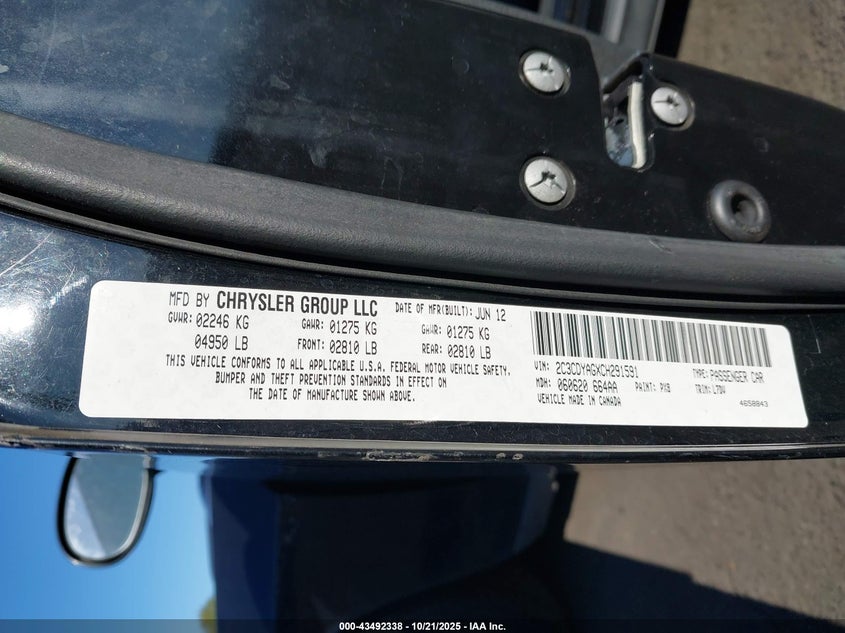 MFD BY CHRYSLER GROUP LLC DATE OF MFR(BUILT): JUN 12
GVWR: 02246 KG GAWR: 01275 KG GAWR: 01275 KG
04950 LB FRONT: 02810 LB REAR: 02810 LB
THIS VEHICLE CONFORMS TO ALL APPLICABLE U.S.A. FEDERAL MOTOR VEHICLE SAFETY,
BUMPER AND THEFT PREVENTION STANDARDS IN EFFECT ON
THE DATE OF MANUFACTURE SHOWN ABOVE.
VIN: 2C3CDYAGXCH291591 TYPE: PASSENGER CAR
MDH: 060620 664AA PAINT: PXB TRIM: LTDV
VEHICLE MADE IN CANADA 4658843
000-43492338 - 10/21/2025 - IAA Inc.